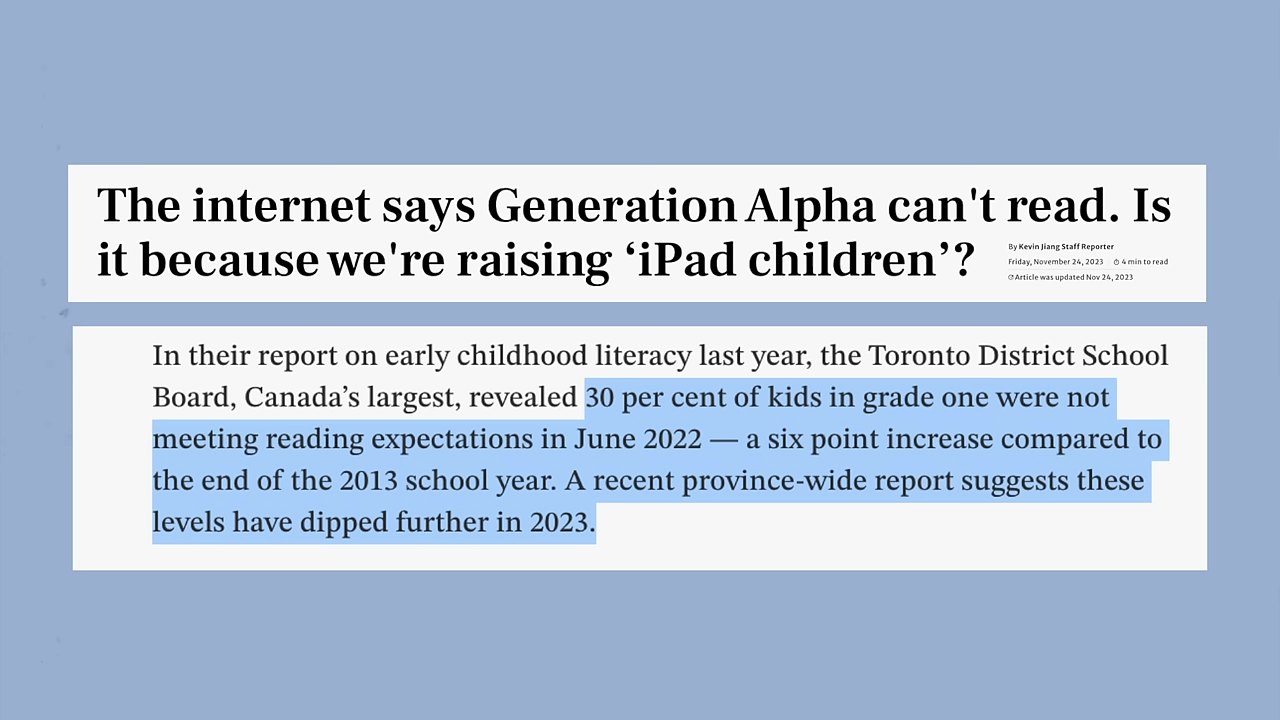 The internet says Generation Alpha can't read. Is
it because we're raising ‘iPad children’?
By Kevin Jiang Staff Reporter
Friday, November 24, 2023 4 min to read
Article was updated Nov 24, 2023
In their report on early childhood literacy last year, the Toronto District School
Board, Canada’s largest, revealed 30 per cent of kids in grade one were not
meeting reading expectations in June 2022 — a six point increase compared to
the end of the 2013 school year. A recent province-wide report suggests these
levels have dipped further in 2023.